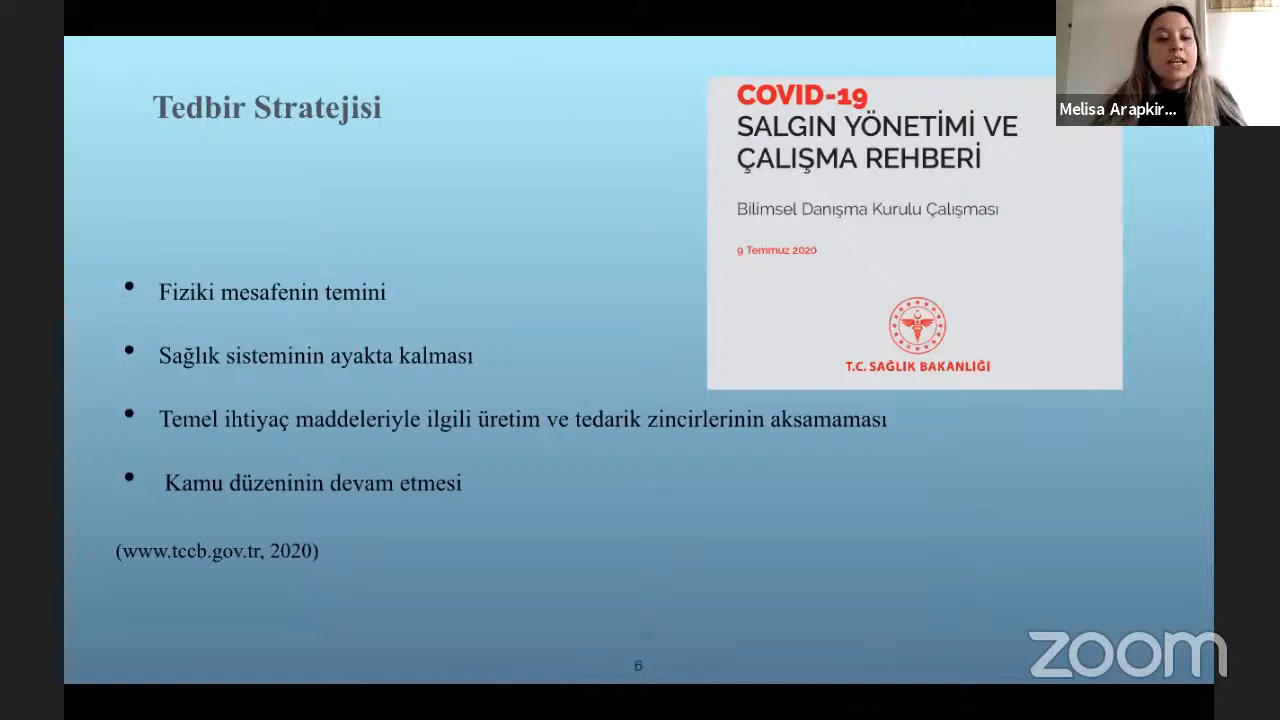 Tedbir Stratejisi
COVID-19
SALGIN YÖNETİMİ VE
ÇALIŞMA REHBERİ
Bilimsel Danışma Kurulu Çalışması
9 Temmuz 2020
T.C. SAĞLIK BAKANLIĞI
Melisa Arapkir...
• Fiziki mesafenin temini
• Sağlık sisteminin ayakta kalması
• Temel ihtiyaç maddeleriyle ilgili üretim ve tedarik zincirlerinin aksamaması
• Kamu düzeninin devam etmesi
(www.tccb.gov.tr, 2020)
6
zoom